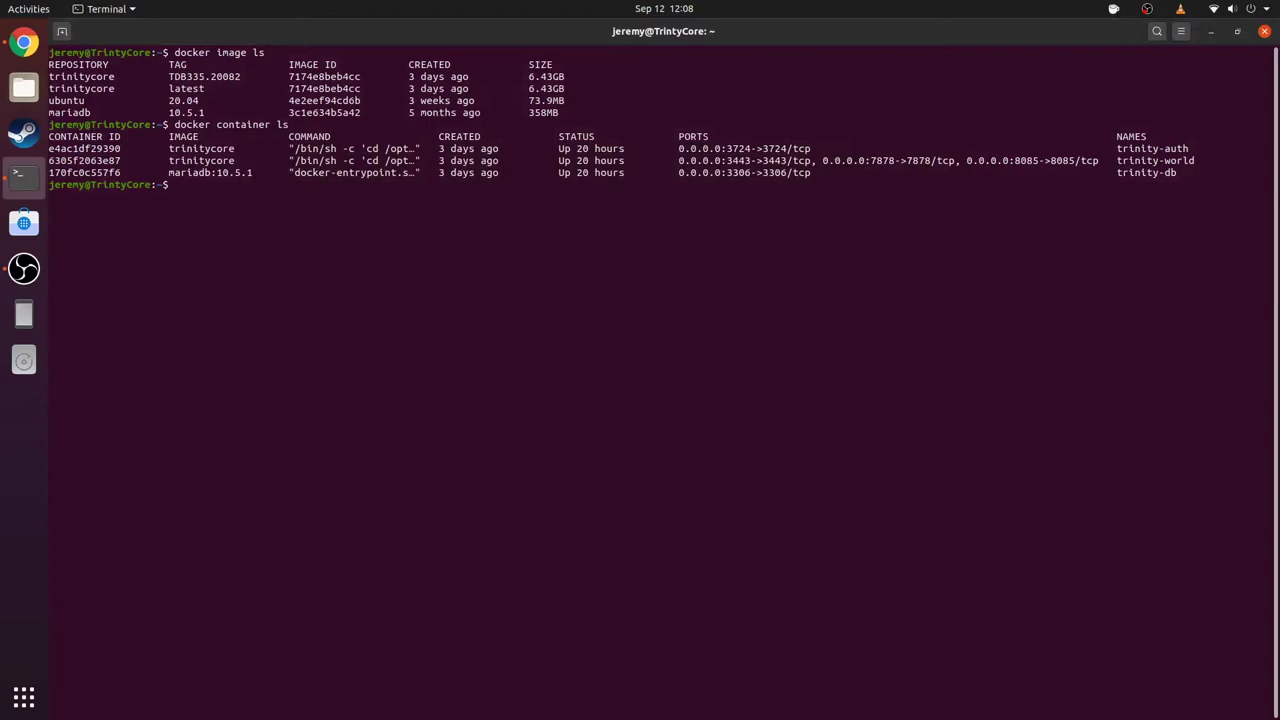 Activities Terminal Sep 12 12:08
jeremy@TrintyCore: ~
jeremy@TrintyCore:~$ docker image ls
REPOSITORY TAG IMAGE ID CREATED SIZE
trinitycore TDB335.20082 7174e8beb4cc 3 days ago 6.43GB
trinitycore latest 7174e8beb4cc 3 days ago 6.43GB
ubuntu 20.04 4e2eef94cd6b 3 weeks ago 73.9MB
mariadb 10.5.1 3c1e634b5a42 5 months ago 358MB
jeremy@TrintyCore:~$ docker container ls
CONTAINER ID IMAGE COMMAND CREATED STATUS PORTS NAMES
e4ac1df29390 trinitycore "/bin/sh -c 'cd /opt…" 3 days ago Up 20 hours 0.0.0.0:3724->3724/tcp trinity-auth
6305f2063e87 trinitycore "/bin/sh -c 'cd /opt…" 3 days ago Up 20 hours 0.0.0.0:3443->3443/tcp, 0.0.0.0:7878->7878/tcp, 0.0.0.0:8085->8085/tcp trinity-world
170fc0c557f6 mariadb:10.5.1 "docker-entrypoint.s…" 3 days ago Up 20 hours 0.0.0.0:3306->3306/tcp trinity-db
jeremy@TrintyCore:~$